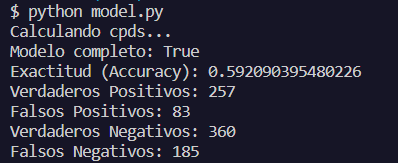 $ python model.py
Calculando cpds...
Modelo completo: True
Exactitud (Accuracy): 0.592090395480226
Verdaderos Positivos: 257
Falsos Positivos: 83
Verdaderos Negativos: 360
Falsos Negativos: 185